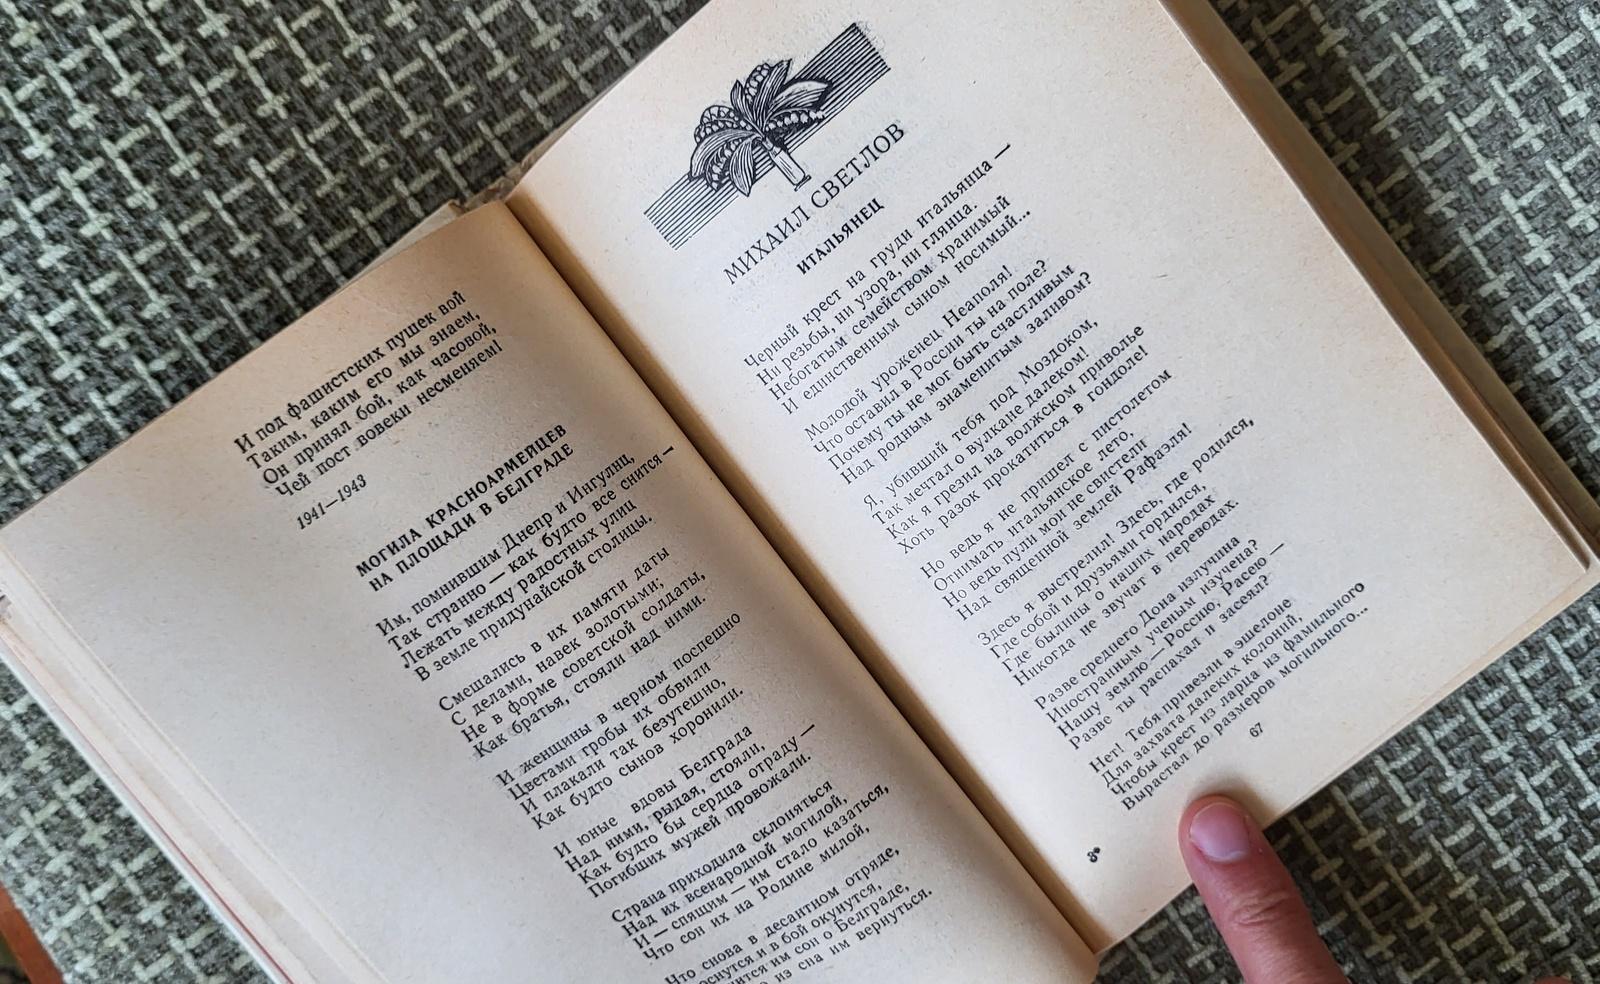 И под фашистских пушек вой
Таким, каким его мы знаем,
Он принял бой, как часовой,
Чей пост вовеки несменяем!
1941—1943
МОГИЛА КРАСНОАРМЕЙЦЕВ
НА ПЛОЩАДИ В БЕЛГРАДЕ
Им, помнившим Днепр и Ингулец,
Так странно — как будто все снится —
Лежать между радостных улиц
В земле придунайской столицы.
Смешались в их памяти даты
С делами, навек золотыми;
Не в форме советской солдаты,
Как братья, стояли над ними.
И женщины в черном поспешно
Цветами гробы их обвили
И плакали так безутешно,
Как будто сынов хоронили.
И юные вдовы Белграда
Над ними, рыдая, стояли,
Как будто бы сердца отраду —
Погибших мужей провожали.
Страна приходила склоняться
Над их всенародной могилой,
И — спящим — им стало казаться,
Что сон их на Родине милой,
Что снова в десантном отряде,
оснутся и в бой окунутся,
нится им сон о Белграде,
из сна им вернуться.
МИХАИЛ СВЕТЛОВ
ИТАЛЬЯНЕЦ
Черный крест на груди итальянца —
Ни резьбы, ни узора, ни глянца.
Небогатым семейством хранимый
И единственным сыном носимый...
Молодой уроженец Неаполя!
Что оставил в России ты на поле?
Почему ты не мог быть счастливым
Над родным знаменитым заливом?
Я, убивший тебя под Моздоком,
Так мечтал о вулкане далеком!
Как я грезил на волжском приволье
Хоть разок прокатиться в гондоле!
Но ведь я не пришел с пистолетом
Отнимать итальянское лето,
Но ведь пули мои не свистели
Над священной землей Рафаэля!
Здесь я выстрелил! Здесь, где родился,
Где собой и друзьями гордился,
Где былины о наших народах
Никогда не звучат в переводах.
Разве среднего Дона излучина
Иностранным ученым изучена?
Нашу землю — Россию, Расею —
Разве ты распахал и засеял?
Нет! Тебя привезли в эшелоне
Для захвата далеких колоний,
Чтобы крест из ларца из фамильного
Вырастал до размеров могильного...
67
3*